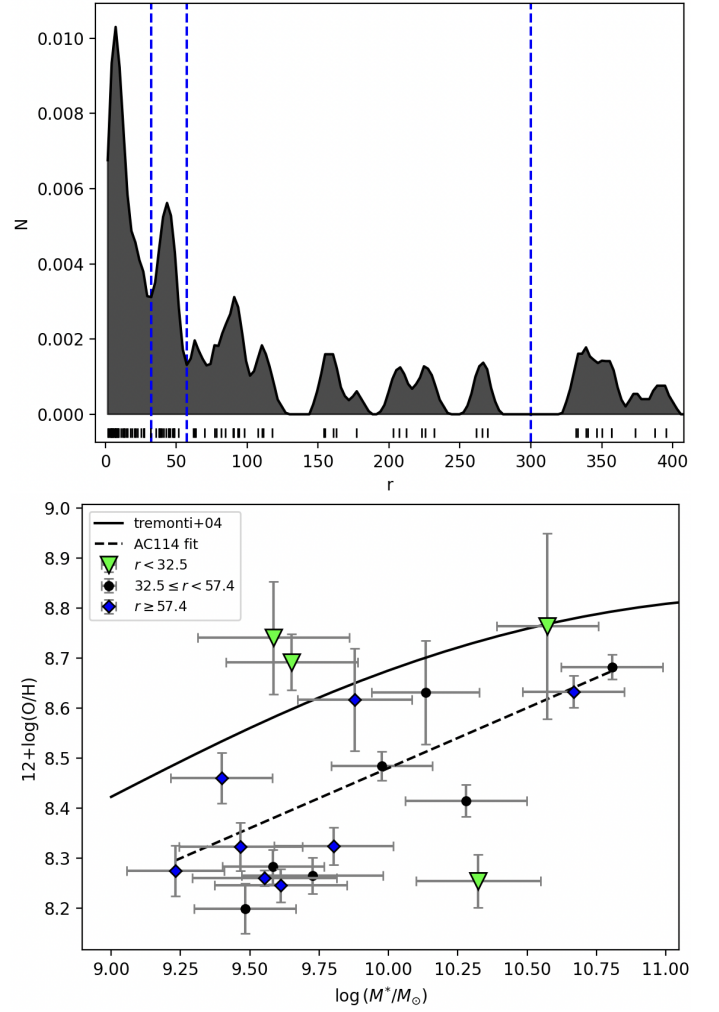 0.010
0.008
0.006
0.004
0.002
0.000
N
0 50 100 150 200 250 300 350 400
r
9.0
8.9
8.8
8.7
8.6
8.5
8.4
8.3
8.2
12+log(O/H)
tremonti+04
AC114 fit
r < 32.5
32.5 ≤ r < 57.4
r ≥ 57.4
9.00 9.25 9.50 9.75 10.00 10.25 10.50 10.75 11.00
log (M*/M⊙)